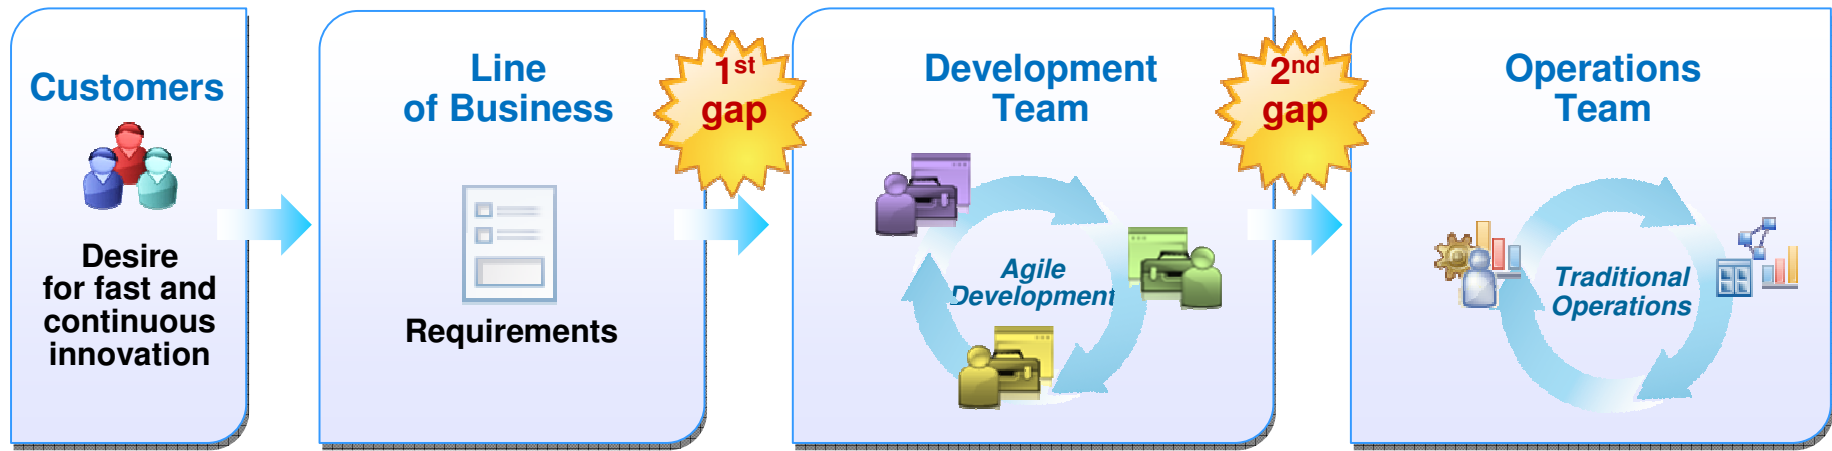 Customers
Desire
for fast and
continuous
innovation
Line
of Business
Requirements
1st
gap
Development
Team
Agile
Development
2nd
gap
Operations
Team
Traditional
Operations